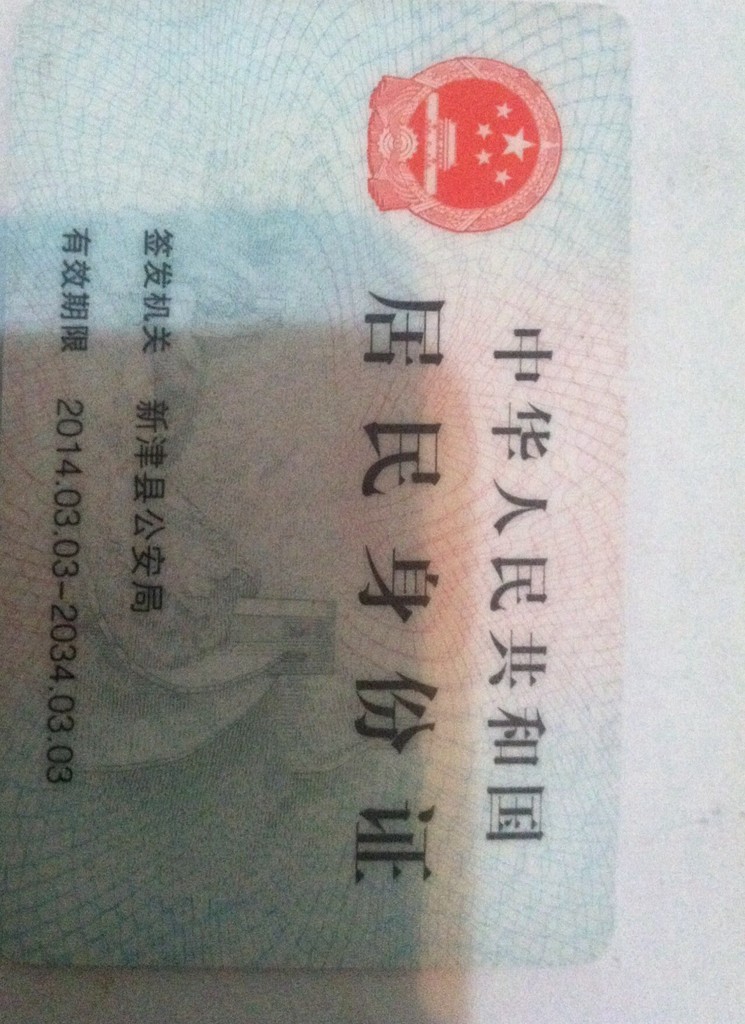 中华人民共和国
居民身份证
签发机关 新津县公安局
有效期限 2014.03.03-2034.03.03